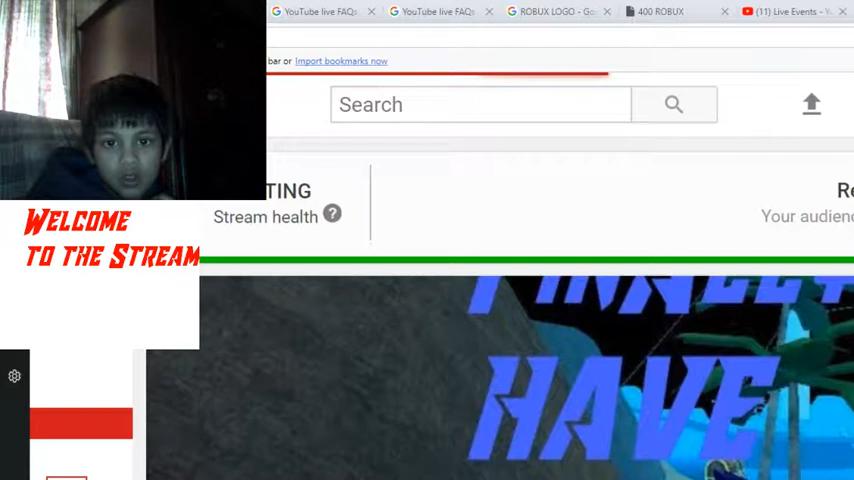 YouTube live FAQs
YouTube live FAQs
ROBUX LOGO - Go
400 ROBUX
(11) Live Events - Y
bar or Import bookmarks now
Search
TING
Stream health ?
Re
Your audienc
WELCOME
TO THE STREAM
HAVE